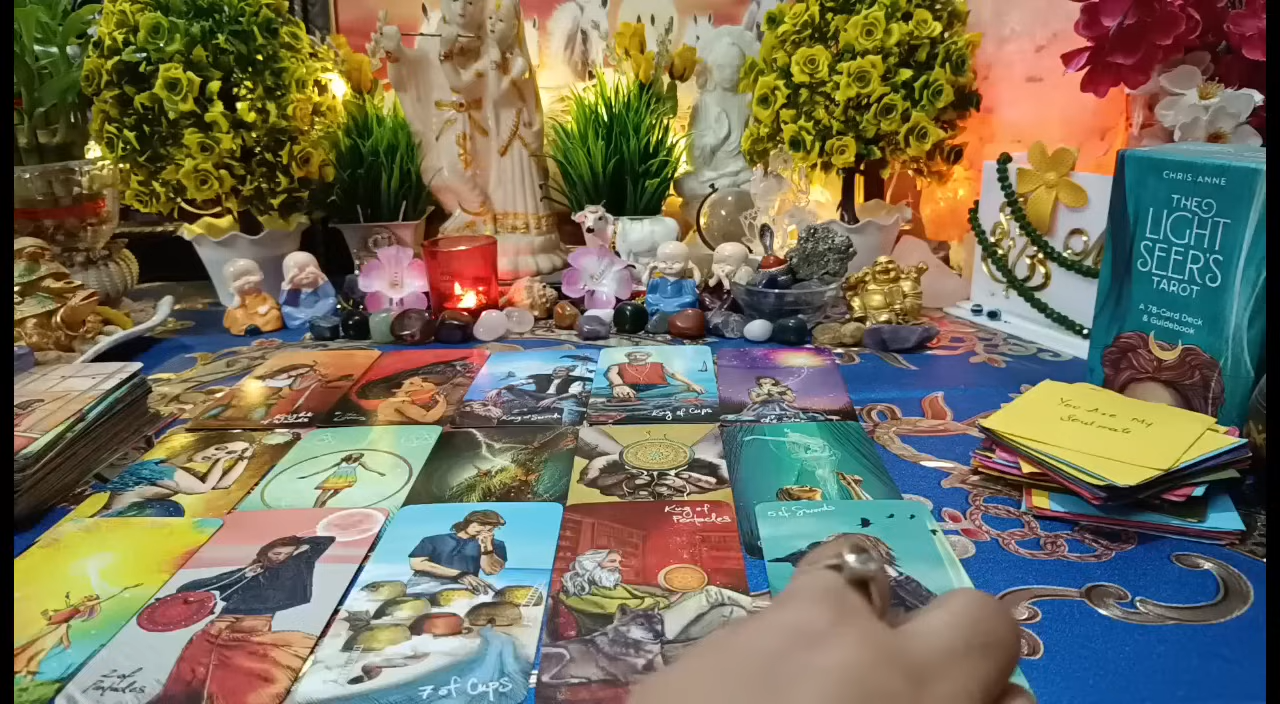 CHRIS-ANNE
THE
LIGHT
SEER'S
TAROT
A 78-Card Deck
& Guidebook
You Are My
Soulmate
King of Swords
King of Cups
King of
Pentacles
5 of Swords
2 of
Pentacles
7 of Cups